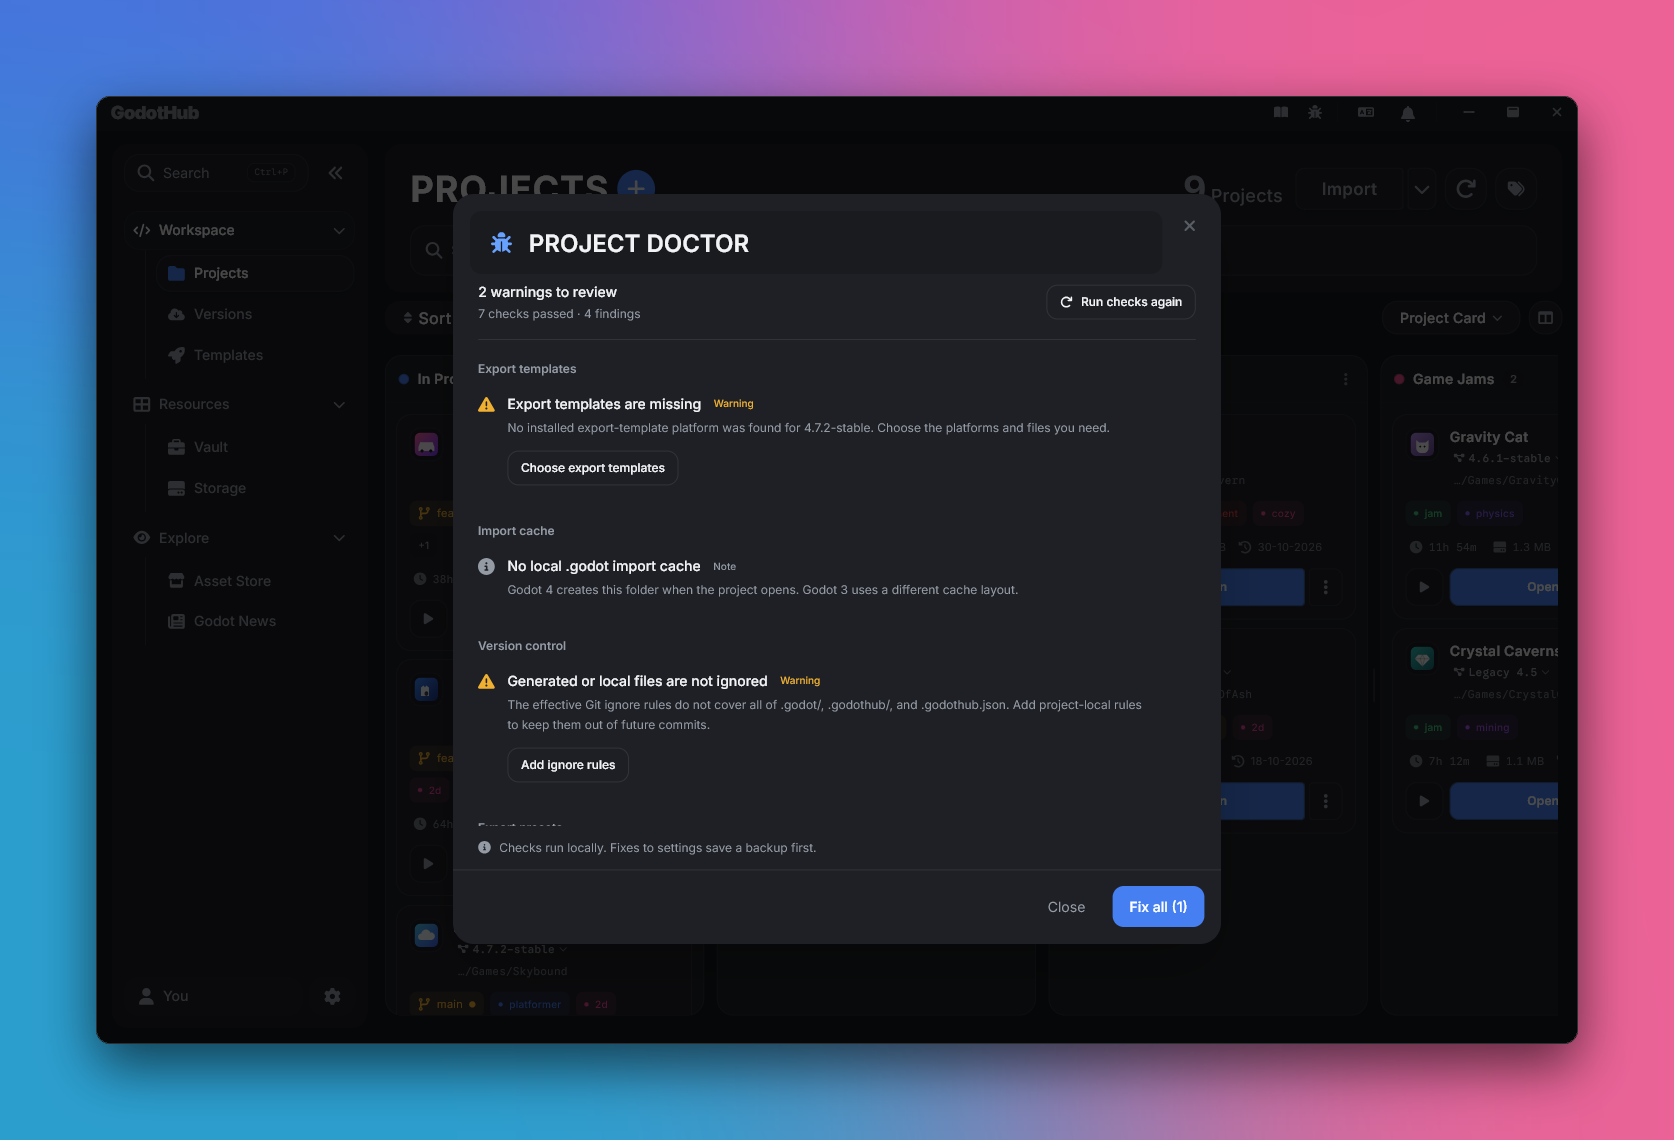 GodotHub
Search Ctrl+P
Workspace
Projects
Versions
Templates
Resources
Vault
Storage
Explore
Asset Store
Godot News
You
PROJECTS
9 Projects
Import
Sort
Project Card
PROJECT DOCTOR
2 warnings to review
7 checks passed · 4 findings
Run checks again
Export templates
Export templates are missing Warning
No installed export-template platform was found for 4.7.2-stable. Choose the platforms and files you need.
Choose export templates
Import cache
No local .godot import cache Note
Godot 4 creates this folder when the project opens. Godot 3 uses a different cache layout.
Version control
Generated or local files are not ignored Warning
The effective Git ignore rules do not cover all of .godot/, .godothub/, and .godothub.json. Add project-local rules
to keep them out of future commits.
Add ignore rules
Export presets
Checks run locally. Fixes to settings save a backup first.
Close
Fix all (1)
+1
2d
4.7.2-stable
…/Games/Skybound
main
platformer
2d
cozy
30-10-2026
2d
18-10-2026
Game Jams 2
Gravity Cat
4.6.1-stable
jam
physics
11h 54m
1.3 MB
Open
Crystal Caverns
Legacy 4.5
jam
mining
7h 12m
1.1 MB
Open